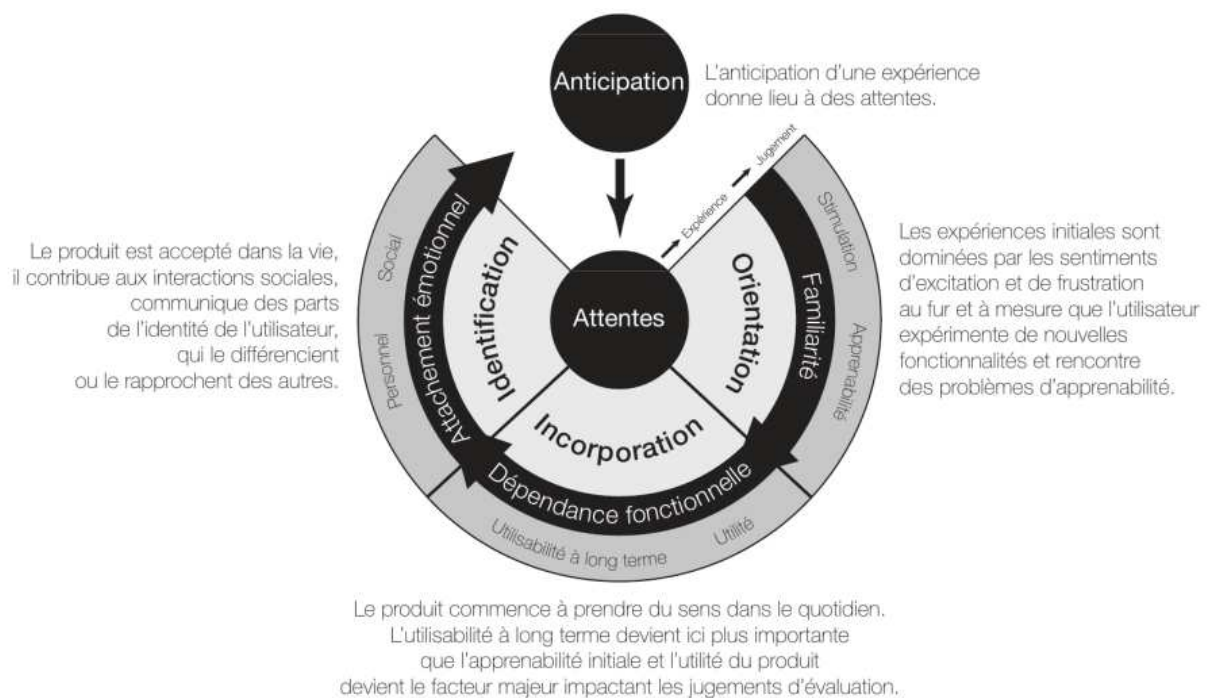 Anticipation
L'anticipation d'une expérience
donne lieu à des attentes.
Attentes
Expérience
Jugement
Orientation
Familiarité
Stimulation
Apprenabilité
Les expériences initiales sont
dominées par les sentiments
d'excitation et de frustration
au fur et à mesure que l'utilisateur
expérimente de nouvelles
fonctionnalités et rencontre
des problèmes d'apprenabilité.
Incorporation
Dépendance fonctionnelle
Utilisabilité à long terme
Utilité
Le produit commence à prendre du sens dans le quotidien.
L'utilisabilité à long terme devient ici plus importante
que l'apprenabilité initiale et l'utilité du produit
devient le facteur majeur impactant les jugements d'évaluation.
Identification
Attachement émotionnel
Personnel
Social
Le produit est accepté dans la vie,
il contribue aux interactions sociales,
communique des parts
de l'identité de l'utilisateur,
qui le différencient
ou le rapprochent des autres.